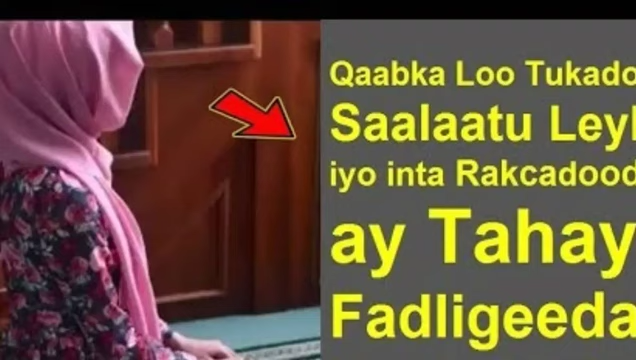 Qaabka Loo Tukado
Saalaatu Leyl
iyo inta Rakcadood
ay Tahay
Fadligeeda